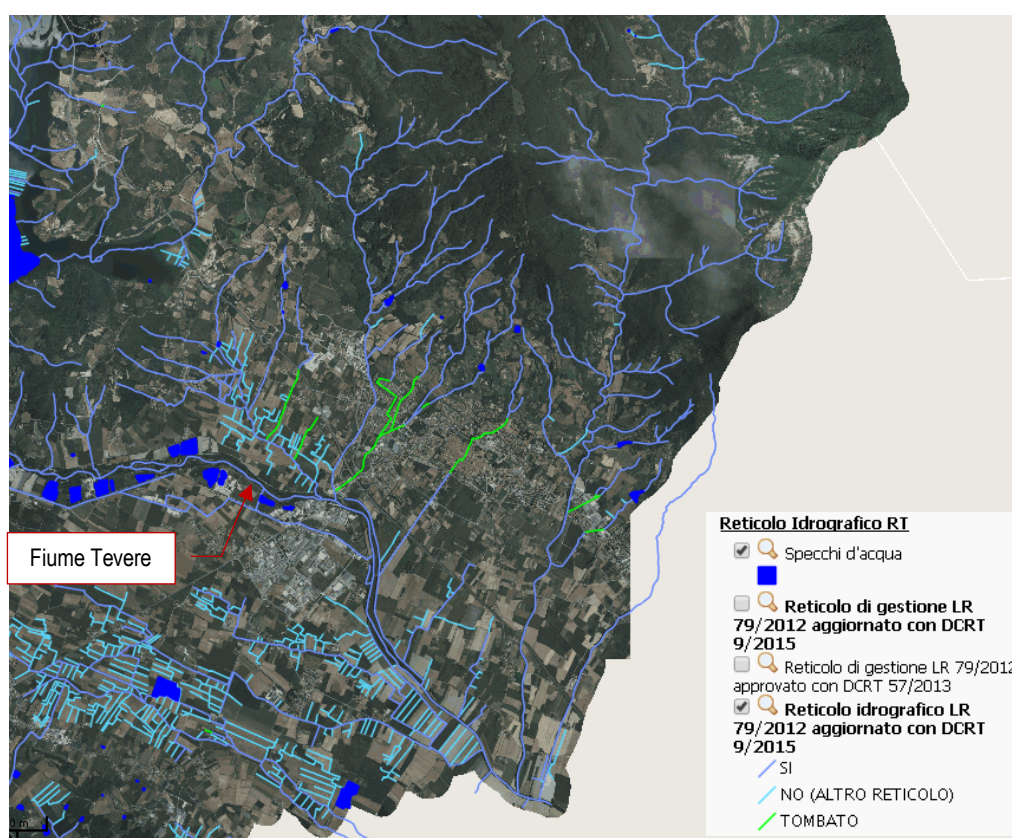 Fiume Tevere
Reticolo Idrografico RT
Specchi d'acqua
Reticolo di gestione LR
79/2012 aggiornato con DCRT
9/2015
Reticolo di gestione LR 79/2012
approvato con DCRT 57/2013
Reticolo idrografico LR
79/2012 aggiornato con DCRT
9/2015
SI
NO (ALTRO RETICOLO)
TOMBATO